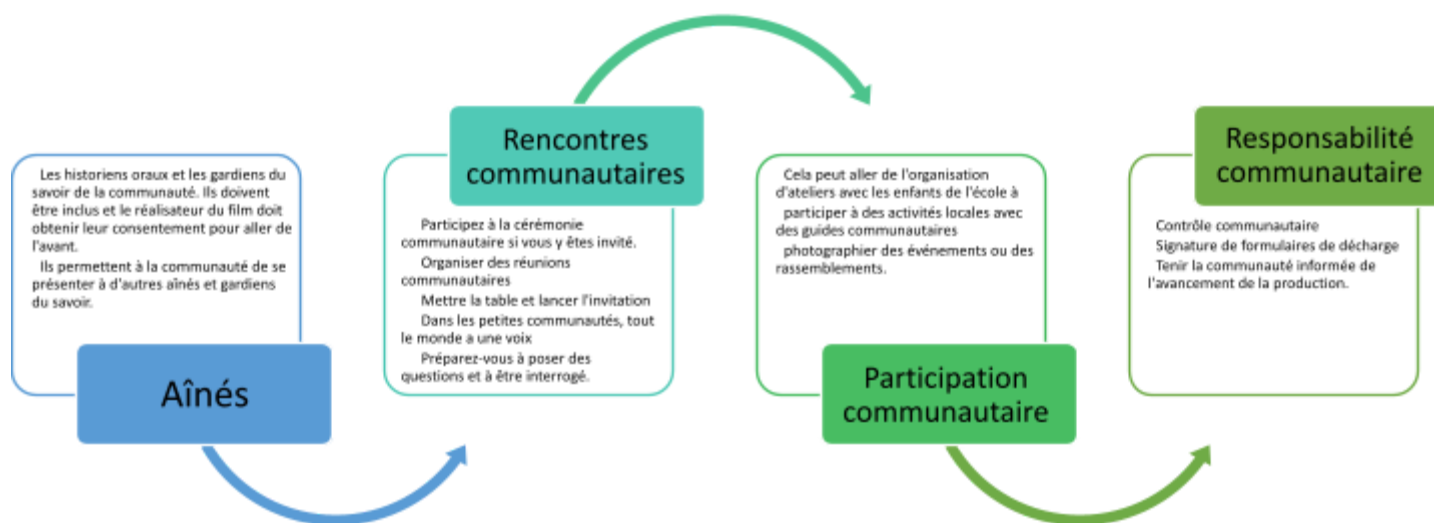 Les historiens oraux et les gardiens du
savoir de la communauté. Ils doivent
être inclus et le réalisateur du film doit
obtenir leur consentement pour aller de
l'avant.
Ils permettent à la communauté de se
présenter à d'autres aînés et gardiens
du savoir.
Aînés
Rencontres
communautaires
Participez à la cérémonie
communautaire si vous y êtes invité.
Organiser des réunions
communautaires
Mettre la table et lancer l'invitation
Dans les petites communautés, tout
le monde a une voix
Préparez-vous à poser des
questions et à être interrogé.
Cela peut aller de l'organisation
d'ateliers avec les enfants de l'école à
participer à des activités locales avec
des guides communautaires
photographier des événements ou des
rassemblements.
Participation
communautaire
Responsabilité
communautaire
Contrôle communautaire
Signature de formulaires de décharge
Tenir la communauté informée de
l'avancement de la production.